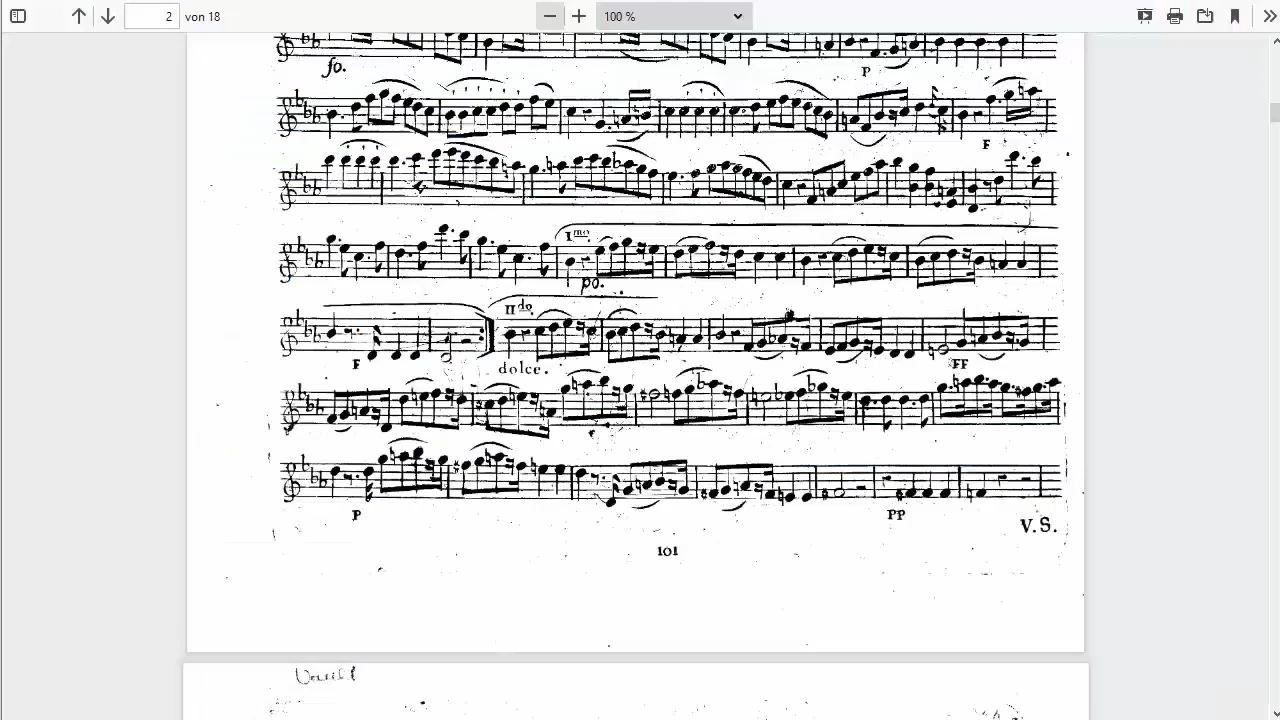 2 von 18 100 %
fo. P
F
Imo.
po.
IIdo.
F dolce. FF
P PP V.S.
101